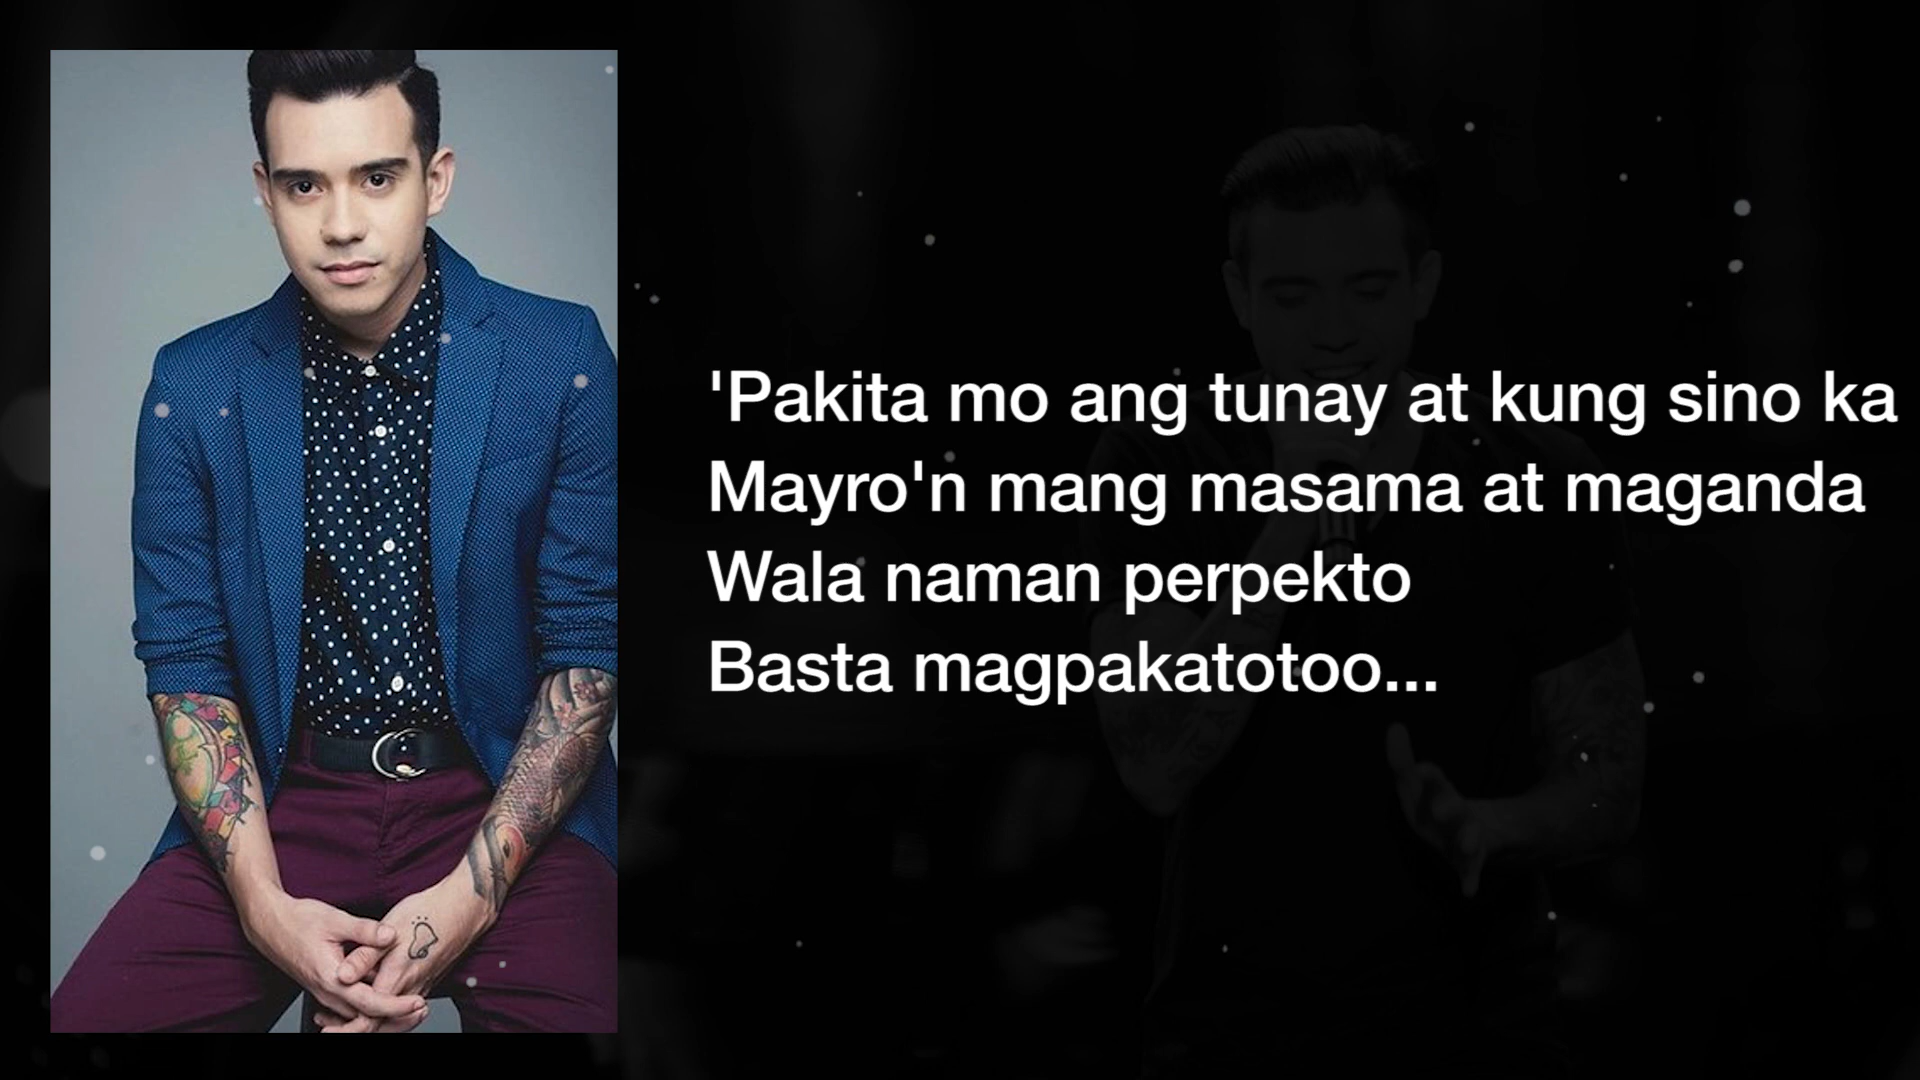 'Pakita mo ang tunay at kung sino ka
Mayro'n mang masama at maganda
Wala naman perpekto
Basta magpakatotoo...